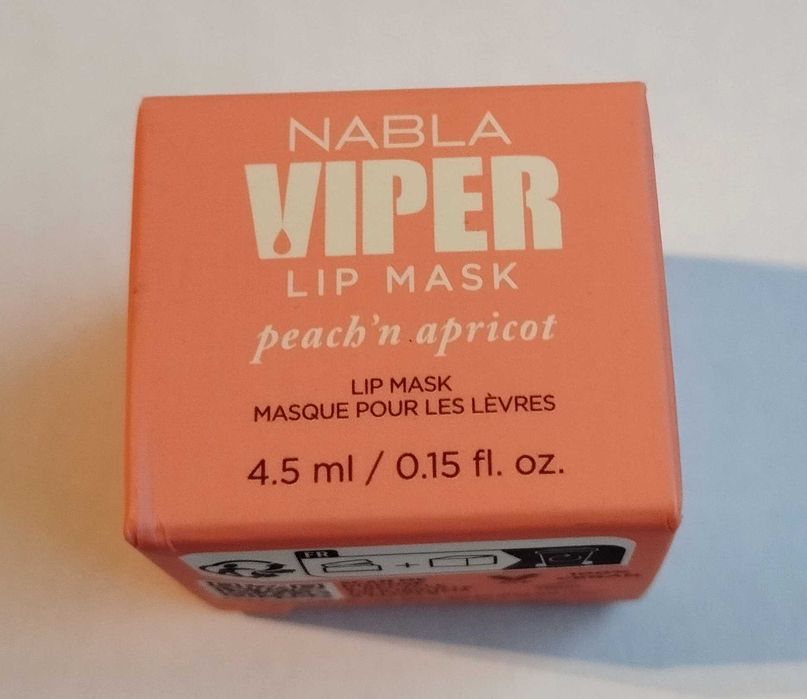 NABLA
VIPER
LIP MASK
peach'n apricot
LIP MASK
MASQUE POUR LES LÈVRES
4.5 ml / 0.15 fl. oz.
FR
+